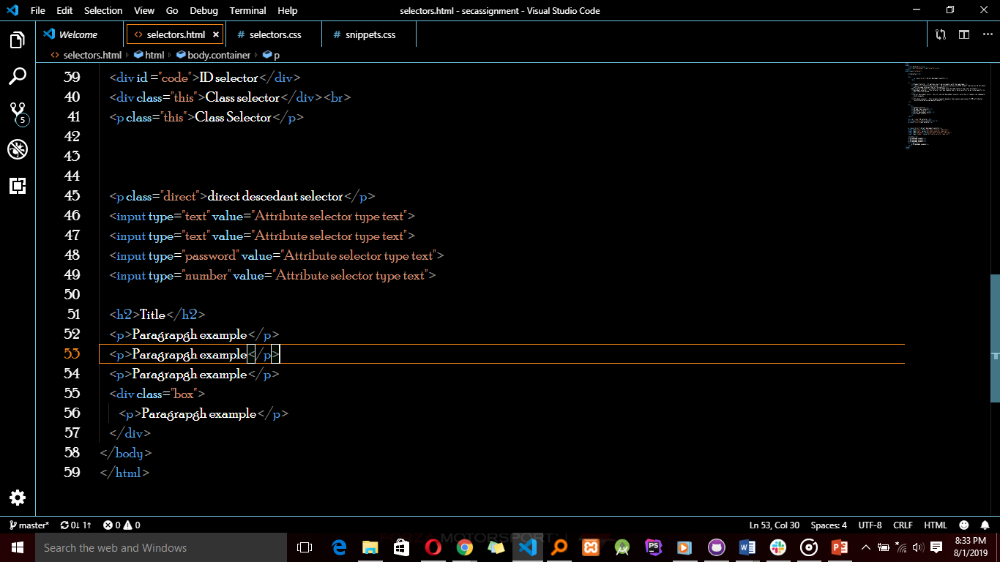 File Edit Selection View Go Debug Terminal Help
selectors.html - secassignment - Visual Studio Code
Welcome
<> selectors.html ×
# selectors.css
# snippets.css
<> selectors.html › html › body.container › p
39 <div id ="code">ID selector</div>
40 <div class="this">Class selector</div><br>
41 <p class="this">Class Selector</p>
42
43
44
45 <p class="direct">direct descedant selector</p>
46 <input type="text" value="Attribute selector type text">
47 <input type="text" value="Attribute selector type text">
48 <input type="password" value="Attribute selector type text">
49 <input type="number" value="Attribute selector type text">
50
51 <h2>Title</h2>
52 <p>Paragrapgh example</p>
53 <p>Paragrapgh example</p>
54 <p>Paragrapgh example</p>
55 <div class="box">
56 <p>Paragrapgh example</p>
57 </div>
58 </body>
59 </html>
5
master* 0↓ 1↑ 0 0
Ln 53, Col 30 Spaces: 4 UTF-8 CRLF HTML
Search the web and Windows
MOTORSPORT
PS
8:33 PM
8/1/2019